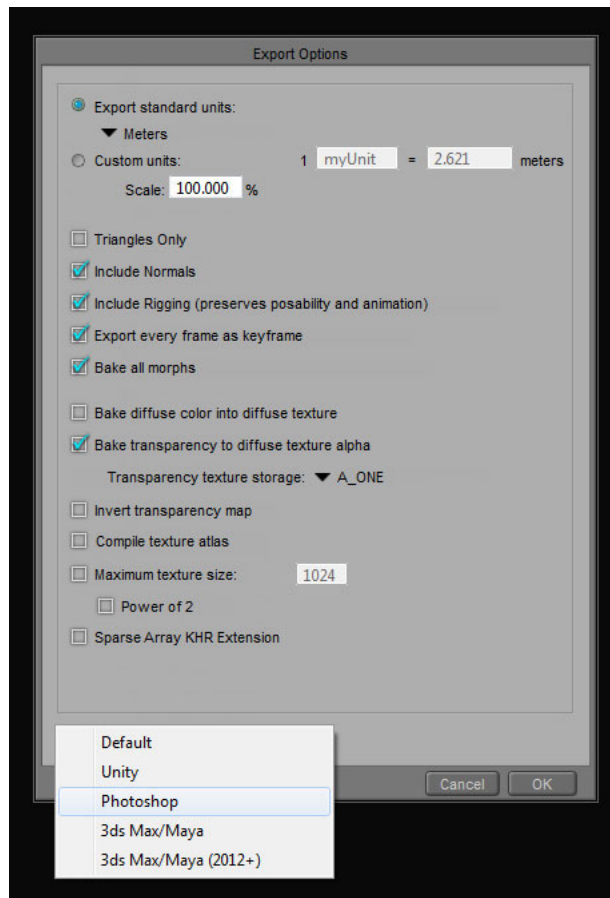 Export Options
Export standard units:
Meters
Custom units: 1 myUnit = 2.621 meters
Scale: 100.000 %
Triangles Only
Include Normals
Include Rigging (preserves posability and animation)
Export every frame as keyframe
Bake all morphs
Bake diffuse color into diffuse texture
Bake transparency to diffuse texture alpha
Transparency texture storage: A_ONE
Invert transparency map
Compile texture atlas
Maximum texture size: 1024
Power of 2
Sparse Array KHR Extension
Default
Unity
Cancel OK
Photoshop
3ds Max/Maya
3ds Max/Maya (2012+)